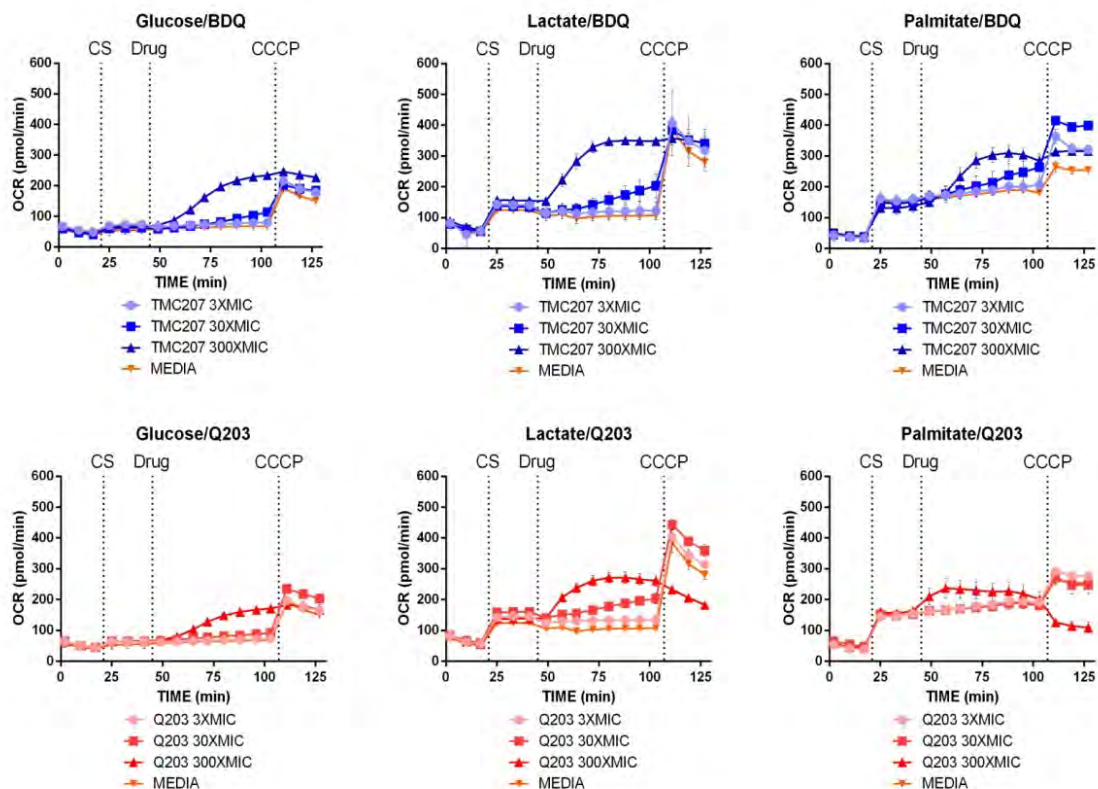 Glucose/BDQ
CS Drug CCCP
OCR (pmol/min)
600
500
400
300
200
100
0
0 25 50 75 100 125
TIME (min)
TMC207 3XMIC
TMC207 30XMIC
TMC207 300XMIC
MEDIA
Lactate/BDQ
CS Drug CCCP
OCR (pmol/min)
600
500
400
300
200
100
0
0 25 50 75 100 125
TIME (min)
TMC207 3XMIC
TMC207 30XMIC
TMC207 300XMIC
MEDIA
Palmitate/BDQ
CS Drug CCCP
OCR (pmol/min)
600
500
400
300
200
100
0
0 25 50 75 100 125
TIME (min)
TMC207 3XMIC
TMC207 30XMIC
TMC207 300XMIC
MEDIA
Glucose/Q203
CS Drug CCCP
OCR (pmol/min)
600
500
400
300
200
100
0
0 25 50 75 100 125
TIME (min)
Q203 3XMIC
Q203 30XMIC
Q203 300XMIC
MEDIA
Lactate/Q203
CS Drug CCCP
OCR (pmol/min)
600
500
400
300
200
100
0
0 25 50 75 100 125
TIME (min)
Q203 3XMIC
Q203 30XMIC
Q203 300XMIC
MEDIA
Palmitate/Q203
CS Drug CCCP
OCR (pmol/min)
600
500
400
300
200
100
0
0 25 50 75 100 125
TIME (min)
Q203 3XMIC
Q203 30XMIC
Q203 300XMIC
MEDIA